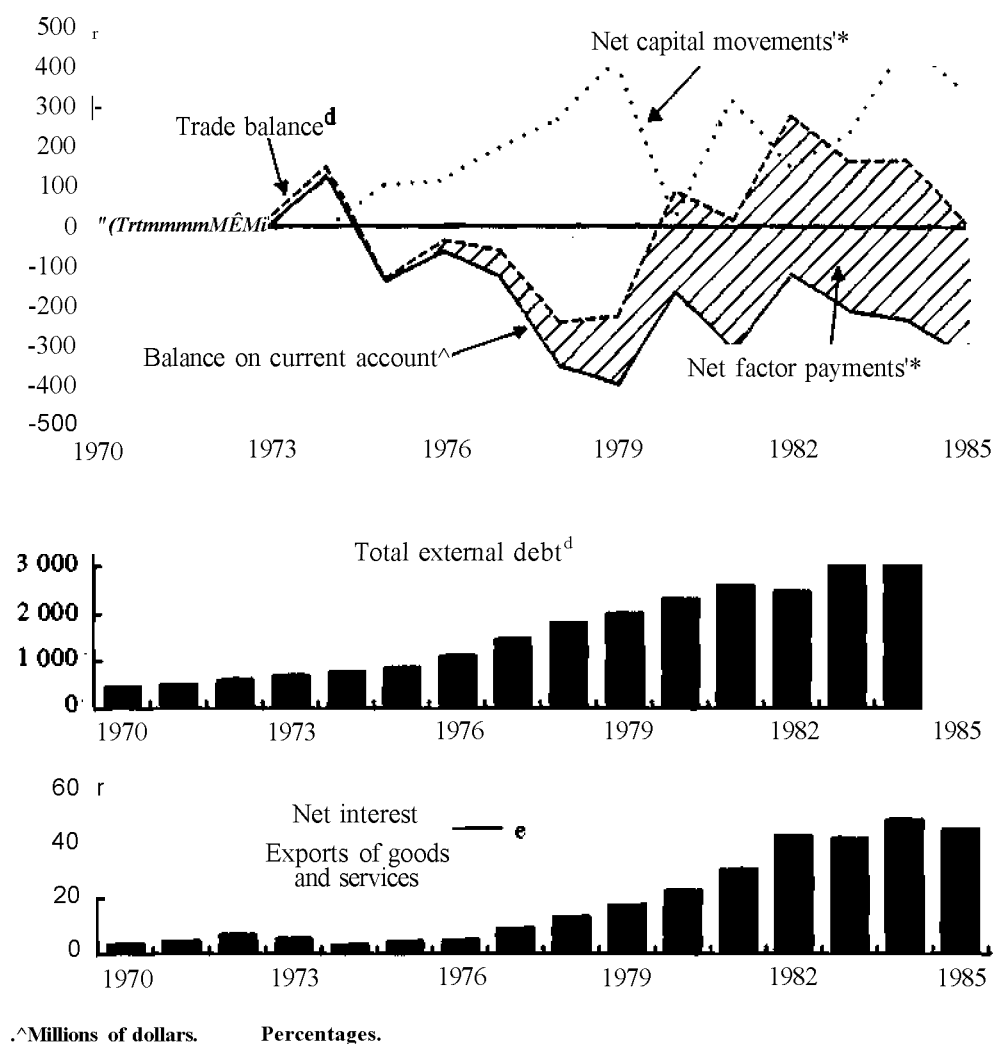 500 r
400
300 |-
200
100
0
-100
-200
-300
-400
-500
Net capital movements'*
Trade balanceᵈ
"(TrtmmmmMÊMi
Balance on current account^
Net factor payments'*
1970 1973 1976 1979 1982 1985
Total external debtᵈ
3 000
2 000
1 000
0
1970 1973 1976 1979 1982 1985
60 r
40
20
0
Net interest
Exports of goods
and services
e
1970 1973 1976 1979 1982 1985
.^Millions of dollars. Percentages.